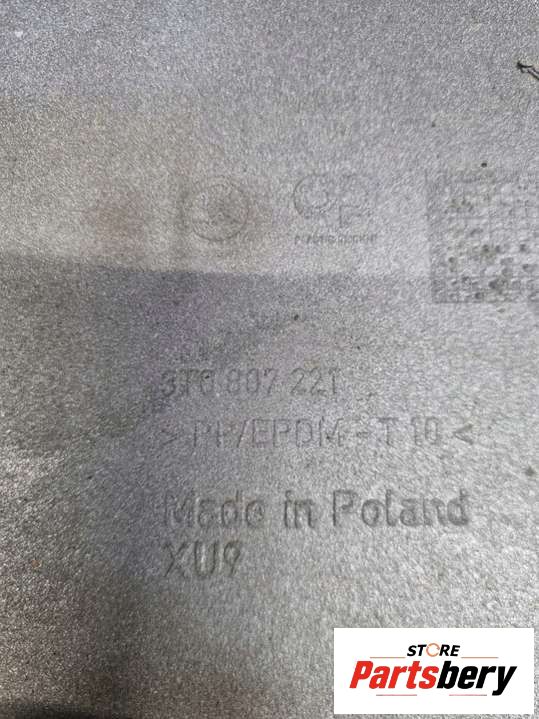 3T0 807 221
> PP/EPDM - T 10 <
Made in Poland
XU9
STORE
Partsbery